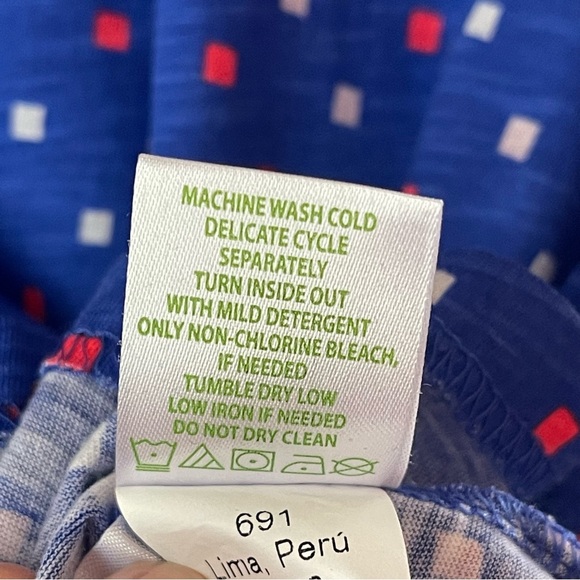 MACHINE WASH COLD
DELICATE CYCLE
SEPARATELY
TURN INSIDE OUT
WITH MILD DETERGENT
ONLY NON-CHLORINE BLEACH,
IF NEEDED
TUMBLE DRY LOW
LOW IRON IF NEEDED
DO NOT DRY CLEAN
691
Lima, Perú